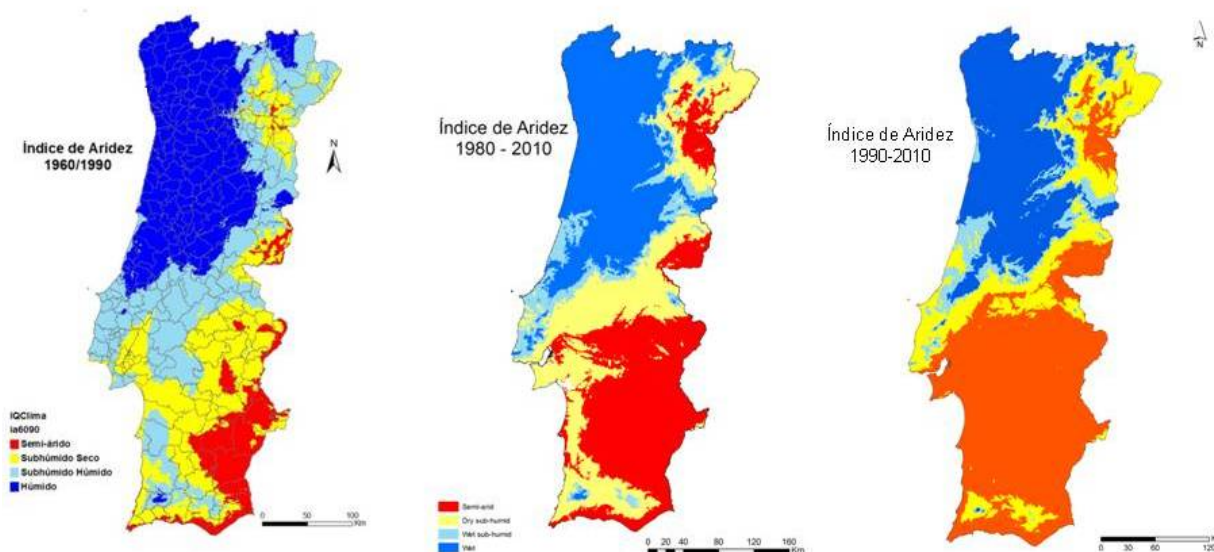 Índice de Aridez
1960/1990
N
IQClima
ia6090
Semi-árido
Subhúmido Seco
Subhúmido Húmido
Húmido
0 50 100
Km
Índice de Aridez
1980 - 2010
Semi-arid
Dry sub-humid
Wet sub-humid
Wet
0 20 40 80 120 160
Km
N
Índice de Aridez
1990-2010
0 30 60 120